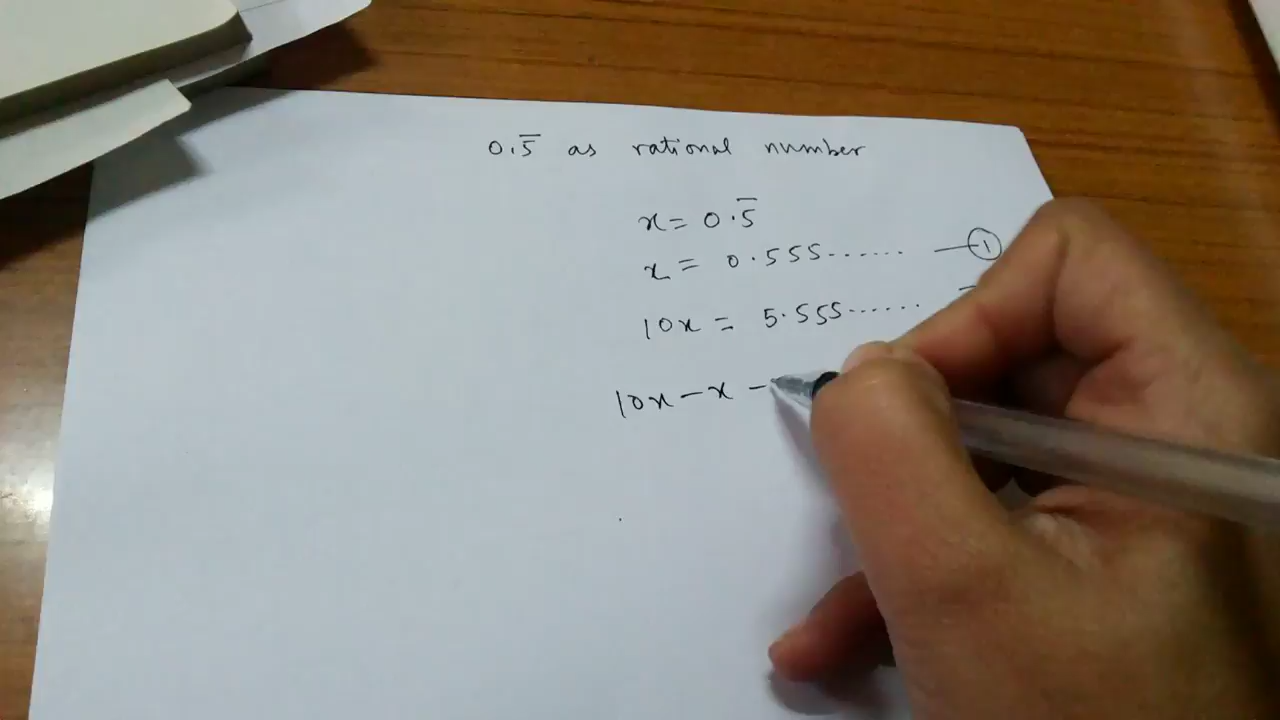 0.5̅ as rational number
x = 0.5̅
x = 0.555...... —①
10x = 5.555......
10x - x -